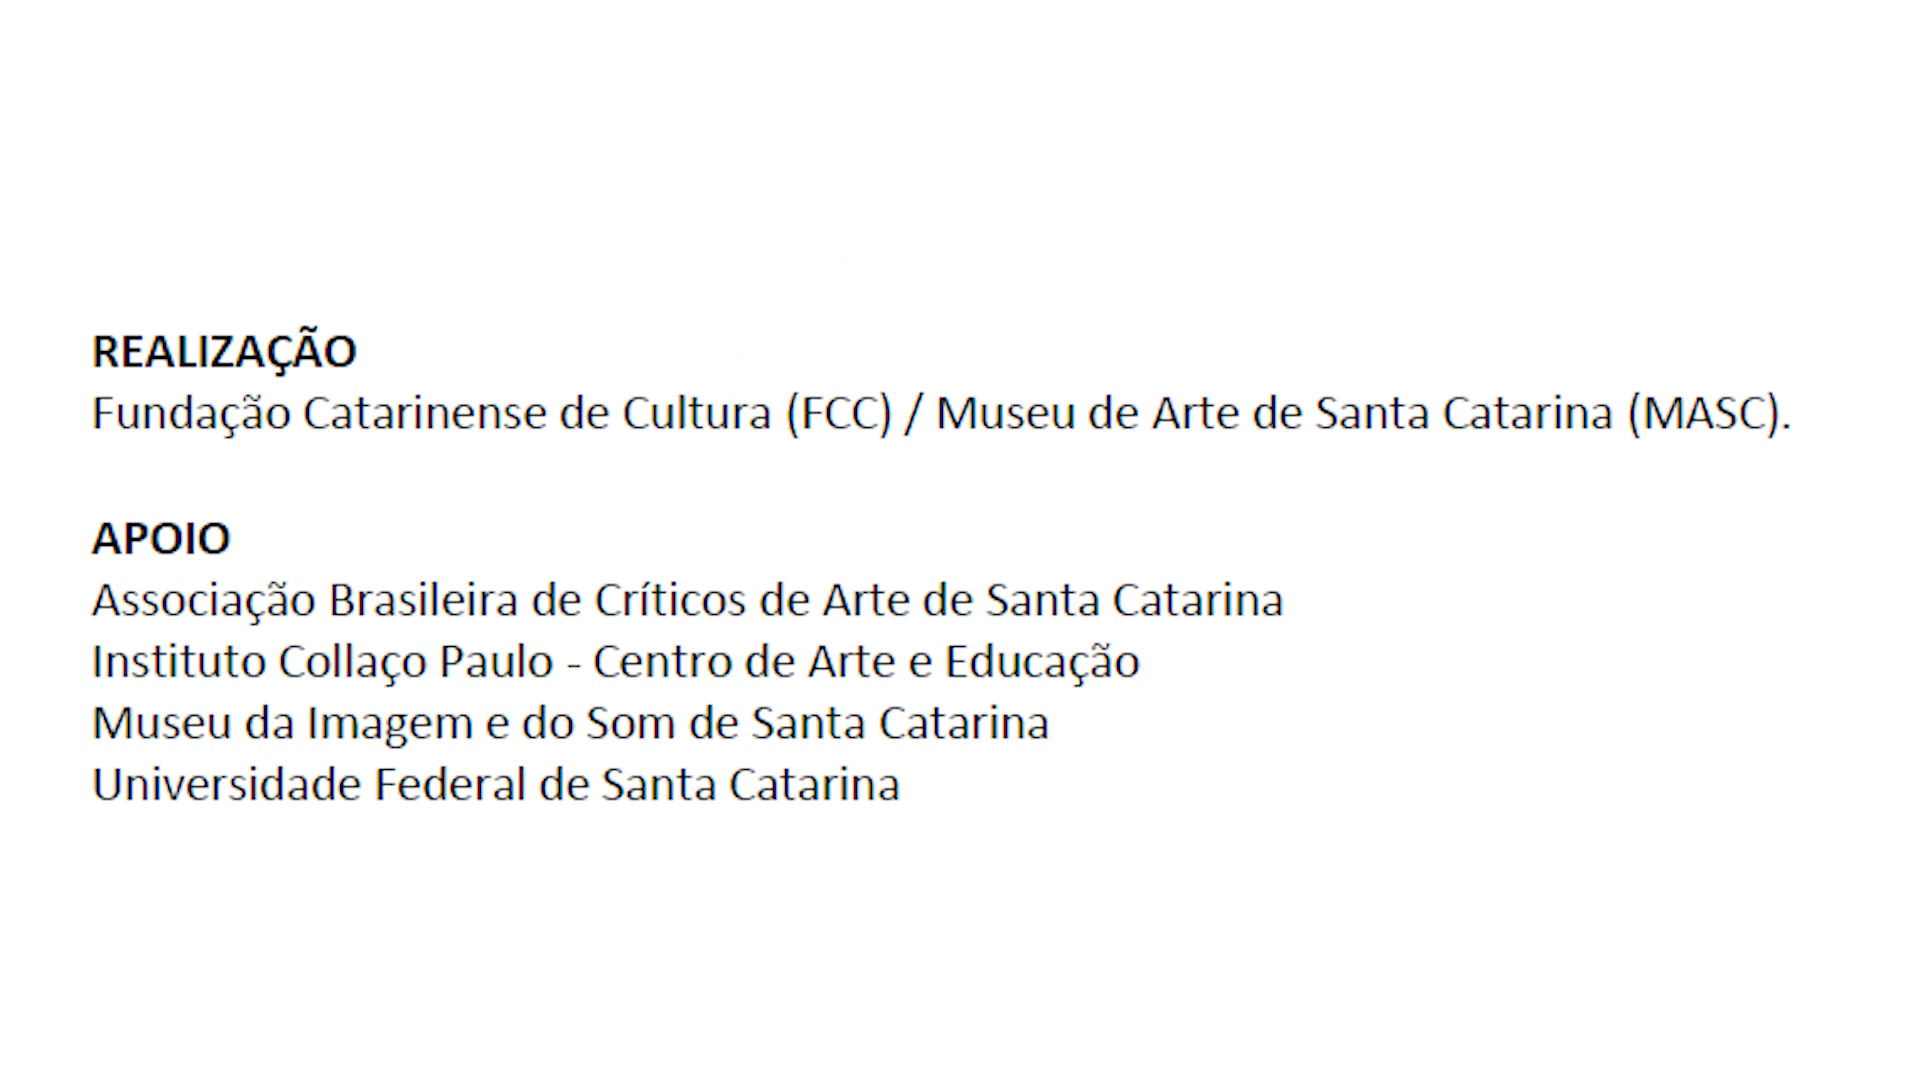 REALIZAÇÃO
Fundação Catarinense de Cultura (FCC) / Museu de Arte de Santa Catarina (MASC).
APOIO
Associação Brasileira de Críticos de Arte de Santa Catarina
Instituto Collaço Paulo - Centro de Arte e Educação
Museu da Imagem e do Som de Santa Catarina
Universidade Federal de Santa Catarina